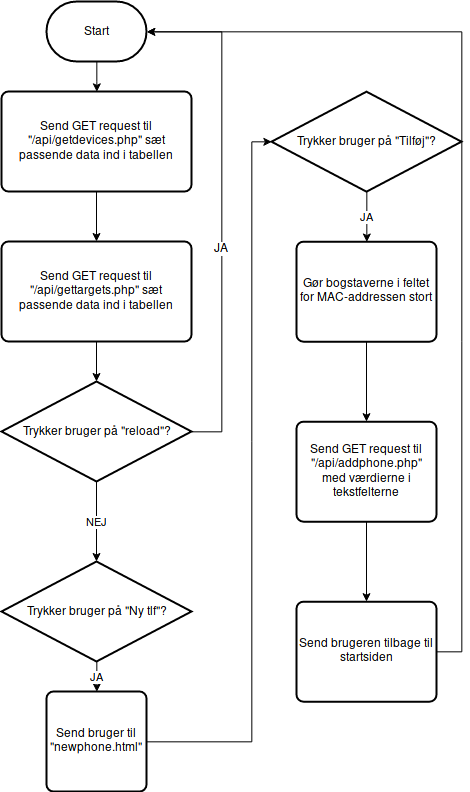 Start
Send GET request til
"/api/getdevices.php" sæt
passende data ind i tabellen
Send GET request til
"/api/gettargets.php" sæt
passende data ind i tabellen
Trykker bruger på "reload"?
JA
NEJ
Trykker bruger på "Ny tlf"?
JA
Send bruger til
"newphone.html"
Trykker bruger på "Tilføj"?
JA
Gør bogstaverne i feltet
for MAC-addressen stort
Send GET request til
"/api/addphone.php"
med værdierne i
tekstfelterne
Send brugeren tilbage til
startsiden